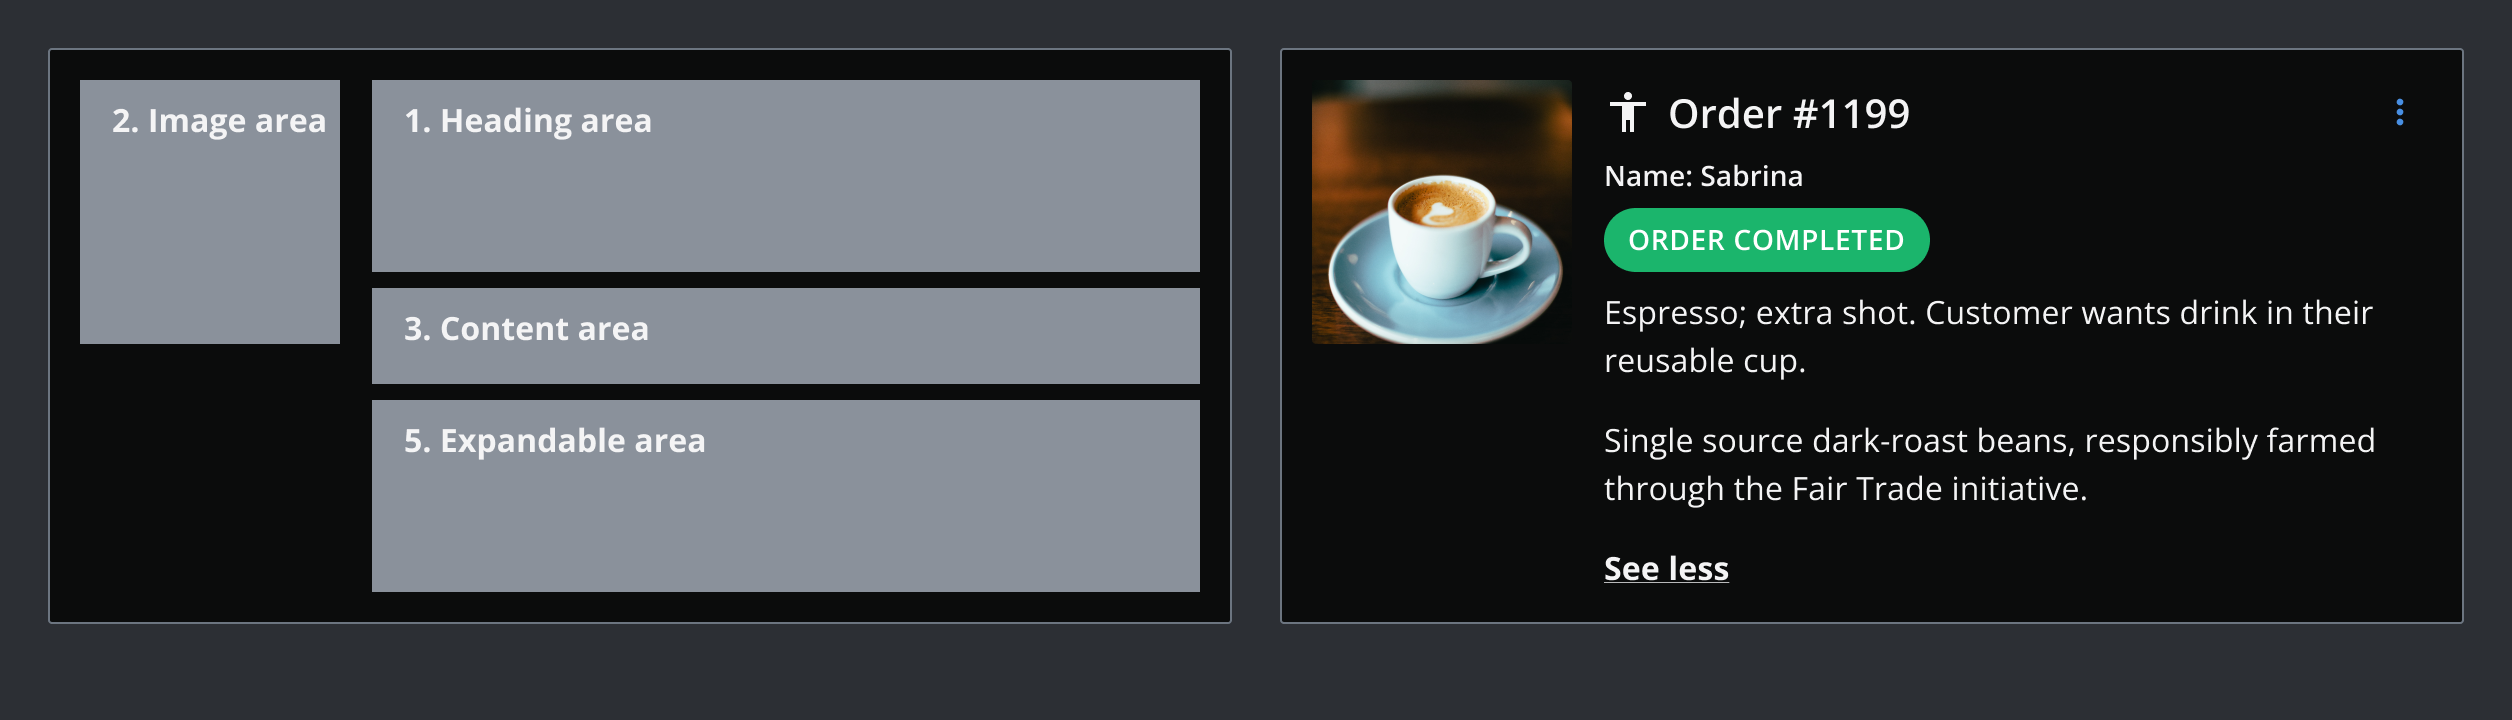 2. Image area
1. Heading area
3. Content area
5. Expandable area
Order #1199
Name: Sabrina
ORDER COMPLETED
Espresso; extra shot. Customer wants drink in their
reusable cup.
Single source dark-roast beans, responsibly farmed
through the Fair Trade initiative.
See less